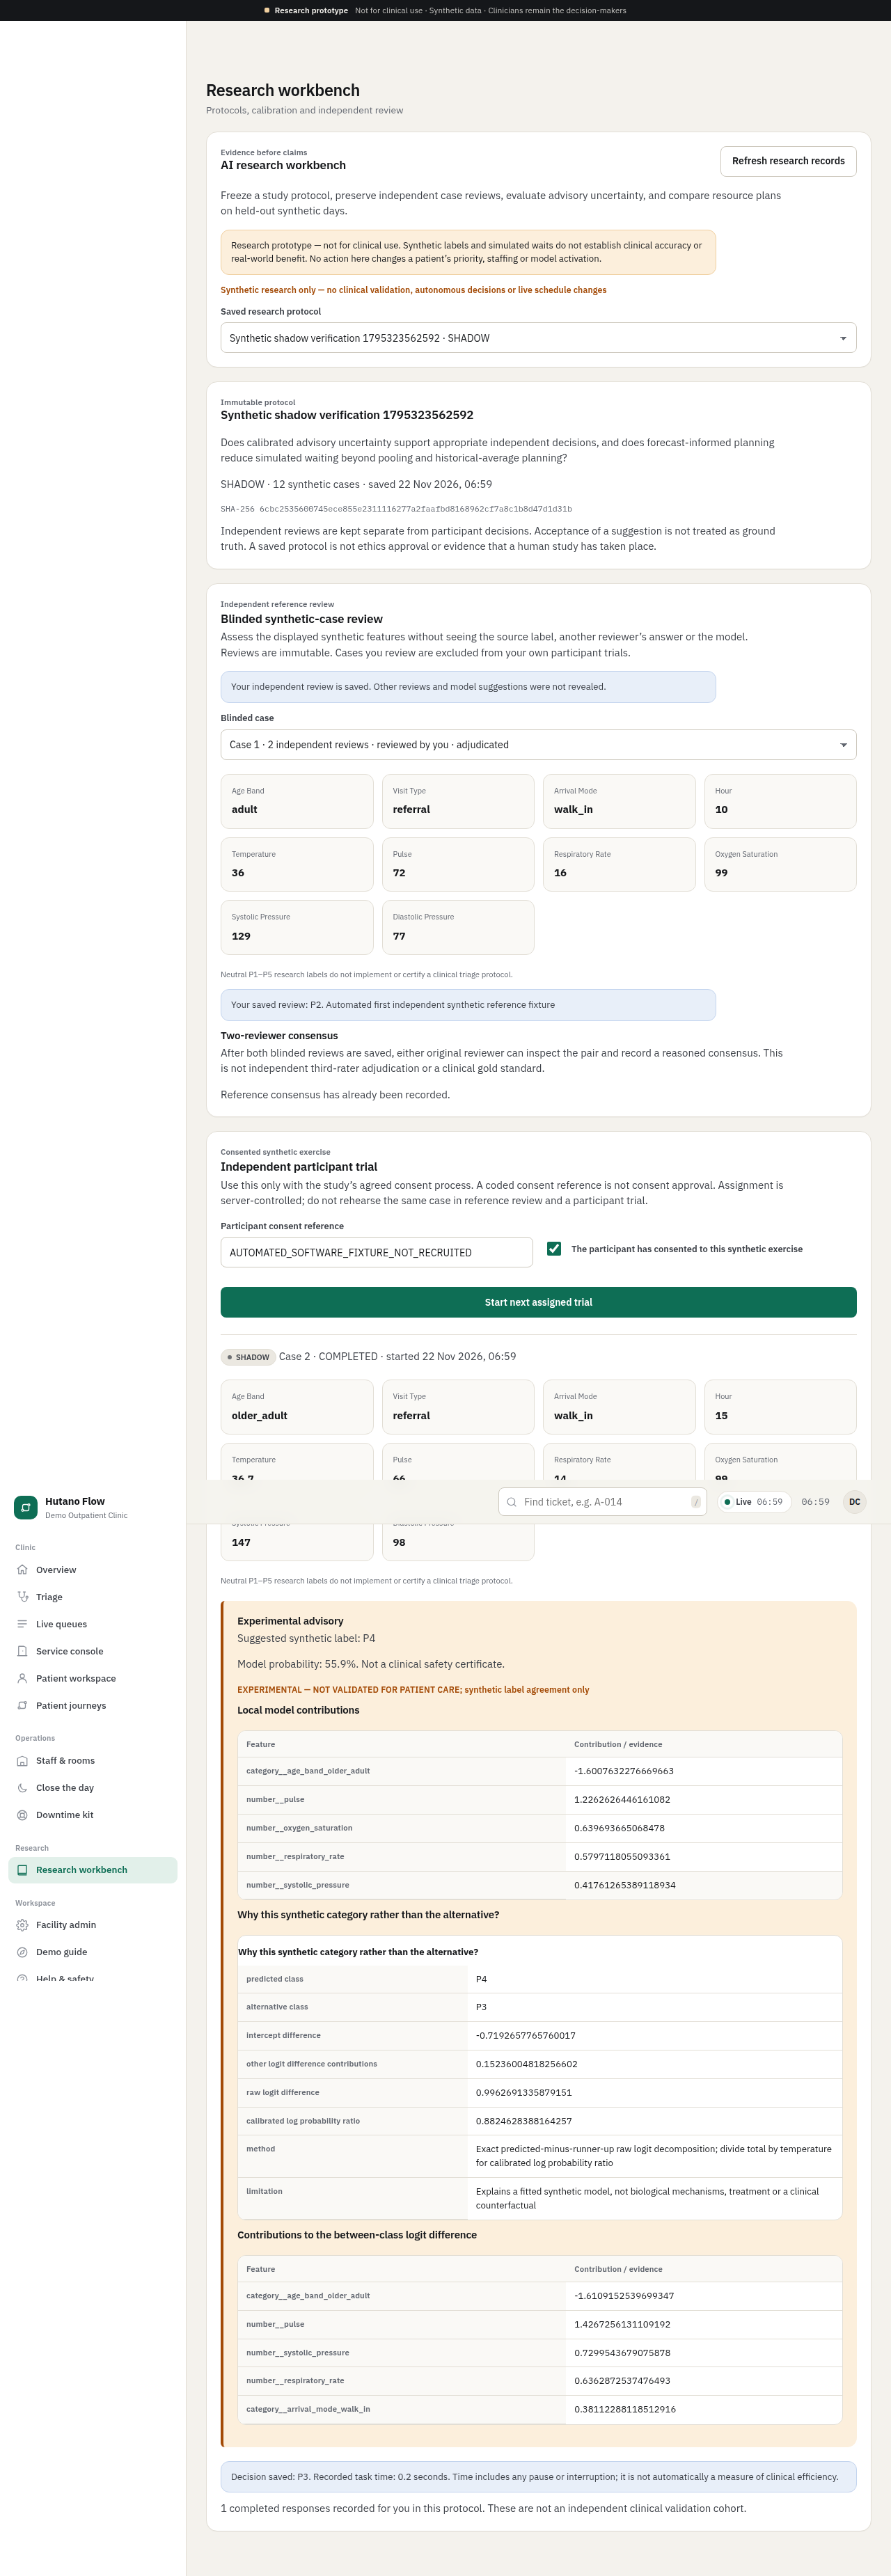 Research prototype Not for clinical use · Synthetic data · Clinicians remain the decision-makers
Research workbench
Protocols, calibration and independent review
Evidence before claims
AI research workbench
Refresh research records
Freeze a study protocol, preserve independent case reviews, evaluate advisory uncertainty, and compare resource plans
on held-out synthetic days.
Research prototype — not for clinical use. Synthetic labels and simulated waits do not establish clinical accuracy or
real-world benefit. No action here changes a patient's priority, staffing or model activation.
Synthetic research only — no clinical validation, autonomous decisions or live schedule changes
Saved research protocol
Synthetic shadow verification 1795323562592 · SHADOW
Immutable protocol
Synthetic shadow verification 1795323562592
Does calibrated advisory uncertainty support appropriate independent decisions, and does forecast-informed planning
reduce simulated waiting beyond pooling and historical-average planning?
SHADOW · 12 synthetic cases · saved 22 Nov 2026, 06:59
SHA-256 6cbc2535600745ece855e2311116277a2faafbd8168962cf7a8c1b8d47d1d31b
Independent reviews are kept separate from participant decisions. Acceptance of a suggestion is not treated as ground
truth. A saved protocol is not ethics approval or evidence that a human study has taken place.
Independent reference review
Blinded synthetic-case review
Assess the displayed synthetic features without seeing the source label, another reviewer's answer or the model.
Reviews are immutable. Cases you review are excluded from your own participant trials.
Your independent review is saved. Other reviews and model suggestions were not revealed.
Blinded case
Case 1 · 2 independent reviews · reviewed by you · adjudicated
Age Band
adult
Visit Type
referral
Arrival Mode
walk_in
Hour
10
Temperature
36
Pulse
72
Respiratory Rate
16
Oxygen Saturation
99
Systolic Pressure
129
Diastolic Pressure
77
Neutral P1–P5 research labels do not implement or certify a clinical triage protocol.
Your saved review: P2. Automated first independent synthetic reference fixture
Two-reviewer consensus
After both blinded reviews are saved, either original reviewer can inspect the pair and record a reasoned consensus. This
is not independent third-rater adjudication or a clinical gold standard.
Reference consensus has already been recorded.
Consented synthetic exercise
Independent participant trial
Use this only with the study's agreed consent process. A coded consent reference is not consent approval. Assignment is
server-controlled; do not rehearse the same case in reference review and a participant trial.
Participant consent reference
AUTOMATED_SOFTWARE_FIXTURE_NOT_RECRUITED
The participant has consented to this synthetic exercise
Start next assigned trial
SHADOW Case 2 · COMPLETED · started 22 Nov 2026, 06:59
Age Band
older_adult
Visit Type
referral
Arrival Mode
walk_in
Hour
15
Temperature
36.7
Pulse
66
Respiratory Rate
14
Oxygen Saturation
99
Hutano Flow
Demo Outpatient Clinic
Find ticket, e.g. A-014
/
Live 06:59
06:59
DC
Systolic Pressure
147
Diastolic Pressure
98
Clinic
Overview
Triage
Live queues
Service console
Patient workspace
Patient journeys
Operations
Staff & rooms
Close the day
Downtime kit
Research
Research workbench
Workspace
Facility admin
Demo guide
Help & safety
Neutral P1–P5 research labels do not implement or certify a clinical triage protocol.
Experimental advisory
Suggested synthetic label: P4
Model probability: 55.9%. Not a clinical safety certificate.
EXPERIMENTAL — NOT VALIDATED FOR PATIENT CARE; synthetic label agreement only
Local model contributions
Feature Contribution / evidence
category__age_band_older_adult -1.6007632276669663
number__pulse 1.2262626446161082
number__oxygen_saturation 0.639693665068478
number__respiratory_rate 0.5797118055093361
number__systolic_pressure 0.41761265389118934
Why this synthetic category rather than the alternative?
Why this synthetic category rather than the alternative?
predicted class P4
alternative class P3
intercept difference -0.7192657765760017
other logit difference contributions 0.15236004818256602
raw logit difference 0.9962691335879151
calibrated log probability ratio 0.8824628388164257
method Exact predicted-minus-runner-up raw logit decomposition; divide total by temperature
for calibrated log probability ratio
limitation Explains a fitted synthetic model, not biological mechanisms, treatment or a clinical
counterfactual
Contributions to the between-class logit difference
Feature Contribution / evidence
category__age_band_older_adult -1.6109152539699347
number__pulse 1.4267256131109192
number__systolic_pressure 0.7299543679075878
number__respiratory_rate 0.6362872537476493
category__arrival_mode_walk_in 0.38112288118512916
Decision saved: P3. Recorded task time: 0.2 seconds. Time includes any pause or interruption; it is not automatically a measure of clinical efficiency.
1 completed responses recorded for you in this protocol. These are not an independent clinical validation cohort.